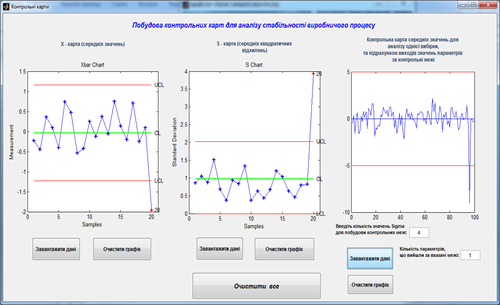 Контрольні карти
Побудова контрольних карт для аналізу стабільності виробничого процесу
X - карта (середніх значень)
S - карта (середніх квадратичних
відхилень)
Контрольна карта середніх значень для
аналізу однієї вибірки,
та підрахунком виходів значень параметрів
за контрольні межі
Xbar Chart
S Chart
1.5
1
0.5
0
-0.5
-1
-1.5
-2
0
5
10
15
20
Measurement
Samples
UCL
CL
LCL
20
4
3.5
3
2.5
2
1.5
1
0.5
0
0
5
10
15
20
Standard Deviation
Samples
20
UCL
CL
LCL
5
0
-5
-10
0
20
40
60
80
100
Введіть кількість значень Sigma
для побудови контрольних меж:
4
Кількість параметрів,
що вийшли за вказані межі:
1
Завантажити дані
Очистити графік
Завантажити дані
Очистити графік
Завантажити дані
Очистити графік
Очистити все